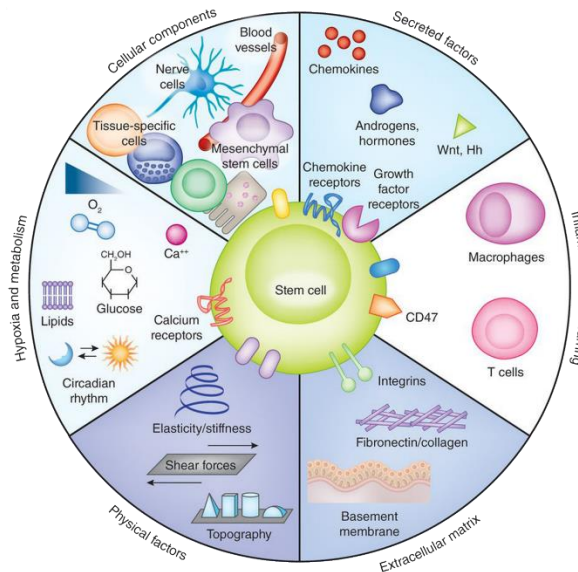 Cellular components
Secreted factors
Blood
vessels
Nerve
cells
Tissue-specific
cells
Mesenchymal
stem cells
Chemokines
Androgens,
hormones
Wnt, Hh
Chemokine
receptors
Growth
factor
receptors
Hypoxia and metabolism
O₂
Ca⁺⁺
CH₂OH
O
Glucose
Lipids
Calcium
receptors
Circadian
rhythm
Stem cell
Macrophages
CD47
T cells
Integrins
Elasticity/stiffness
Shear forces
Topography
Physical factors
Fibronectin/collagen
Basement
membrane
Extracellular matrix